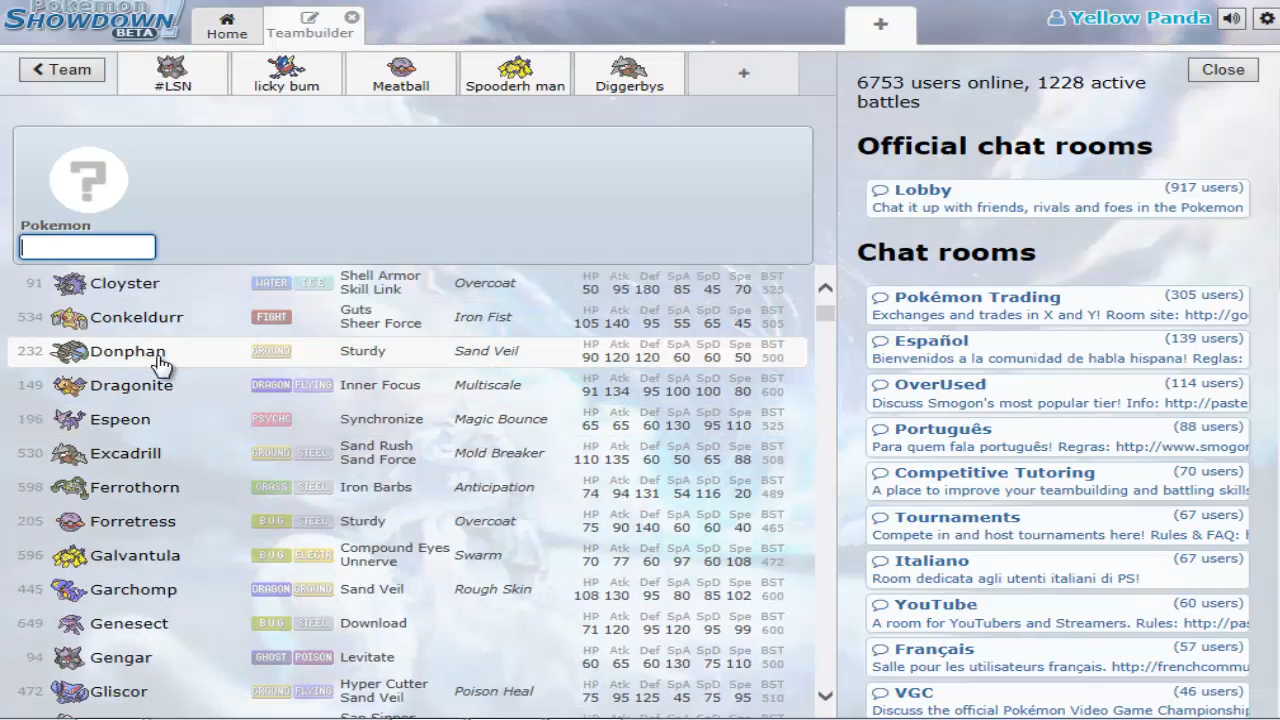 Pokémon
SHOWDOWN
BETA
Home
Teambuilder
+
Yellow Panda
Team
#LSN
licky bum
Meatball
Spooderh man
Diggerbys
+
Pokemon
91 Cloyster WATER ICE Shell Armor Skill Link Overcoat HP 50 Atk 95 Def 180 SpA 85 SpD 45 Spe 70 BST 525
534 Conkeldurr FIGHT Guts Sheer Force Iron Fist HP 105 Atk 140 Def 95 SpA 55 SpD 65 Spe 45 BST 505
232 Donphan GROUND Sturdy Sand Veil HP 90 Atk 120 Def 120 SpA 60 SpD 60 Spe 50 BST 500
149 Dragonite DRAGON FLYING Inner Focus Multiscale HP 91 Atk 134 Def 95 SpA 100 SpD 100 Spe 80 BST 600
196 Espeon PSYCHC Synchronize Magic Bounce HP 65 Atk 65 Def 60 SpA 130 SpD 95 Spe 110 BST 525
530 Excadrill GROUND STEEL Sand Rush Sand Force Mold Breaker HP 110 Atk 135 Def 60 SpA 50 SpD 65 Spe 88 BST 508
598 Ferrothorn GRASS STEEL Iron Barbs Anticipation HP 74 Atk 94 Def 131 SpA 54 SpD 116 Spe 20 BST 489
205 Forretress BUG STEEL Sturdy Overcoat HP 75 Atk 90 Def 140 SpA 60 SpD 60 Spe 40 BST 465
596 Galvantula BUG ELECTR Compound Eyes Unnerve Swarm HP 70 Atk 77 Def 60 SpA 97 SpD 60 Spe 108 BST 472
445 Garchomp DRAGON GROUND Sand Veil Rough Skin HP 108 Atk 130 Def 95 SpA 80 SpD 85 Spe 102 BST 600
649 Genesect BUG STEEL Download HP 71 Atk 120 Def 95 SpA 120 SpD 95 Spe 99 BST 600
94 Gengar GHOST POISON Levitate HP 60 Atk 65 Def 60 SpA 130 SpD 75 Spe 110 BST 500
472 Gliscor GROUND FLYING Hyper Cutter Sand Veil Poison Heal HP 75 Atk 95 Def 125 SpA 45 SpD 75 Spe 95 BST 510
6753 users online, 1228 active
battles
Close
Official chat rooms
Lobby (917 users)
Chat it up with friends, rivals and foes in the Pokemon
Chat rooms
Pokémon Trading (305 users)
Exchanges and trades in X and Y! Room site: http://go
Español (139 users)
Bienvenidos a la comunidad de habla hispana! Reglas:
OverUsed (114 users)
Discuss Smogon's most popular tier! Info: http://paste
Português (88 users)
Para quem fala português! Regras: http://www.smogor
Competitive Tutoring (70 users)
A place to improve your teambuilding and battling skills
Tournaments (67 users)
Compete in and host tournaments here! Rules & FAQ:
Italiano (67 users)
Room dedicata agli utenti italiani di PS!
YouTube (60 users)
A room for YouTubers and Streamers. Rules: http://pas
Français (57 users)
Salle pour les utilisateurs français. http://frenchcommu
VGC (46 users)
Discuss the official Pokémon Video Game Championship